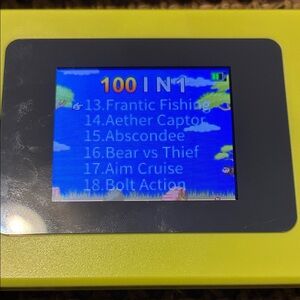 100 IN 1
13.Frantic Fishing
14.Aether Captor
15.Abscondee
16.Bear vs Thief
17.Aim Cruise
18.Bolt Action